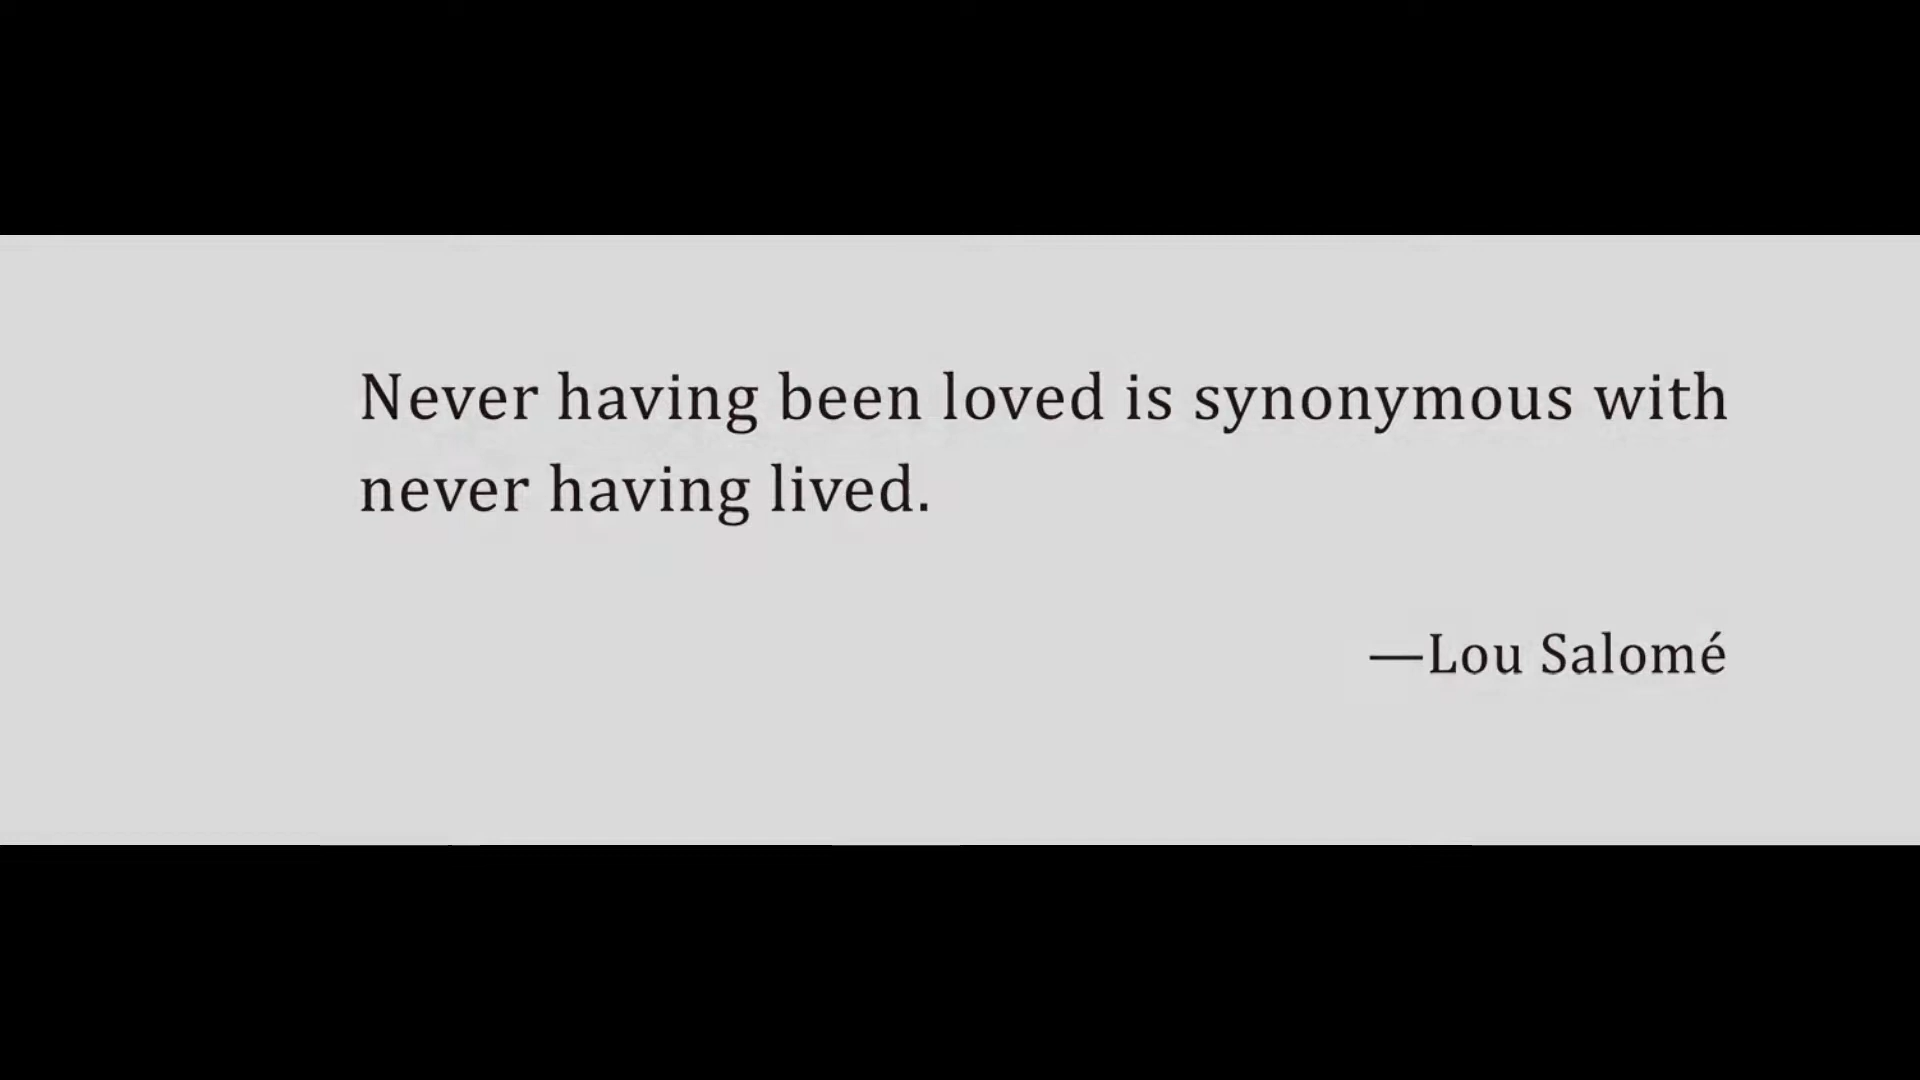 Never having been loved is synonymous with
never having lived.
—Lou Salomé